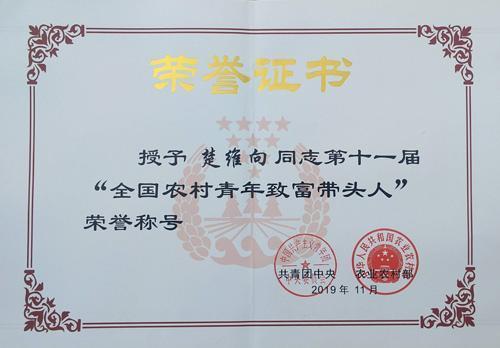 荣誉证书
授予 楚维向 同志第十一届
“全国农村青年致富带头人”
荣誉称号
共青团中央 农业农村部
2019年 11月